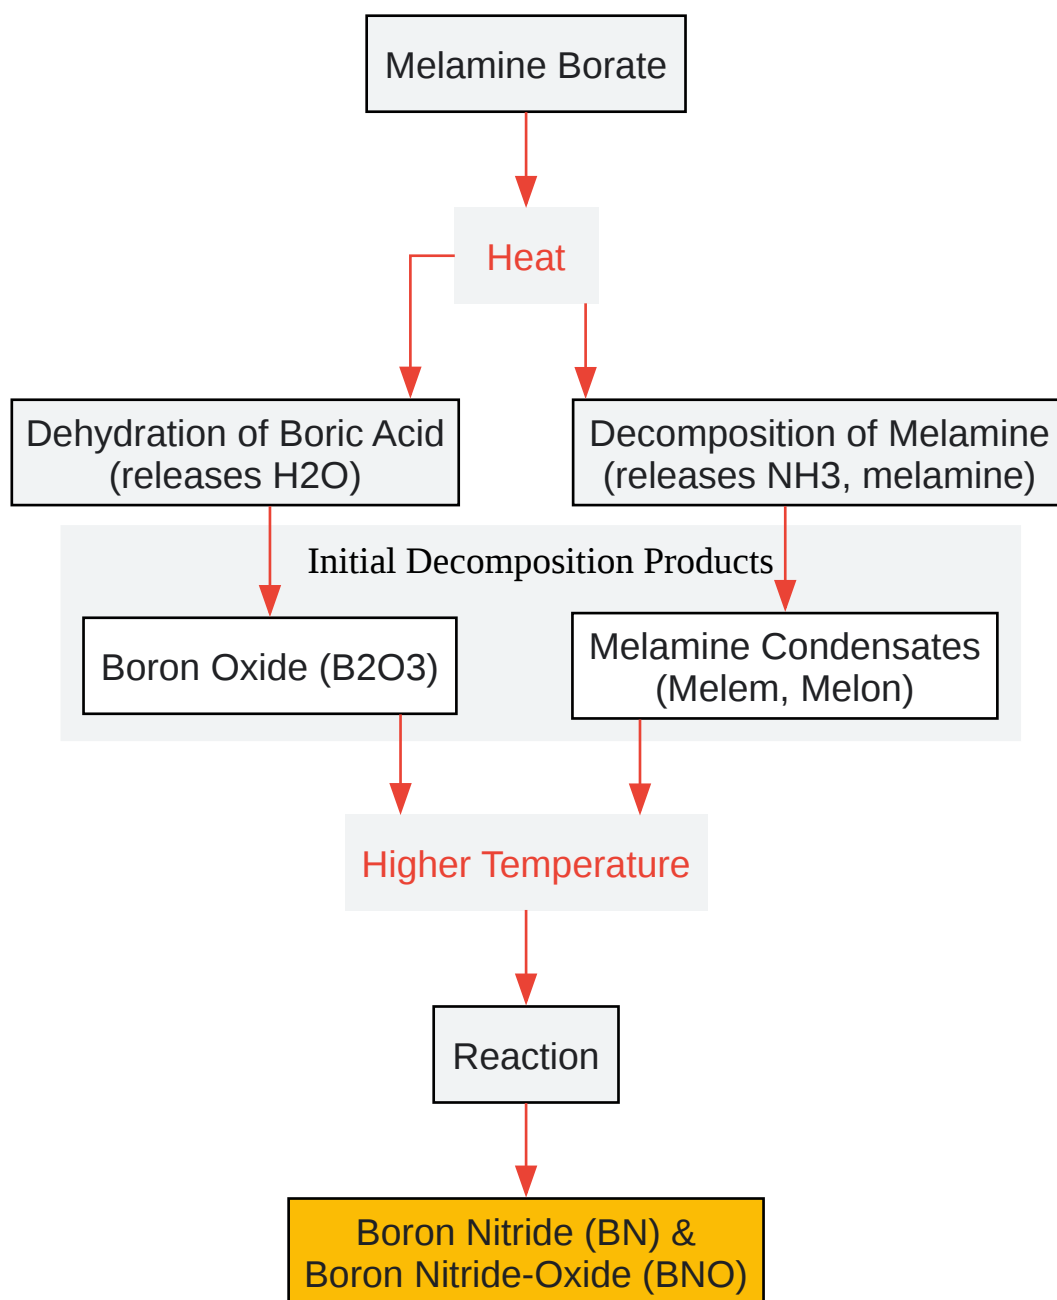 Melamine Borate
Heat
Dehydration of Boric Acid
(releases H2O)
Decomposition of Melamine
(releases NH3, melamine)
Initial Decomposition Products
Boron Oxide (B2O3)
Melamine Condensates
(Melem, Melon)
Higher Temperature
Reaction
Boron Nitride (BN) &
Boron Nitride-Oxide (BNO)